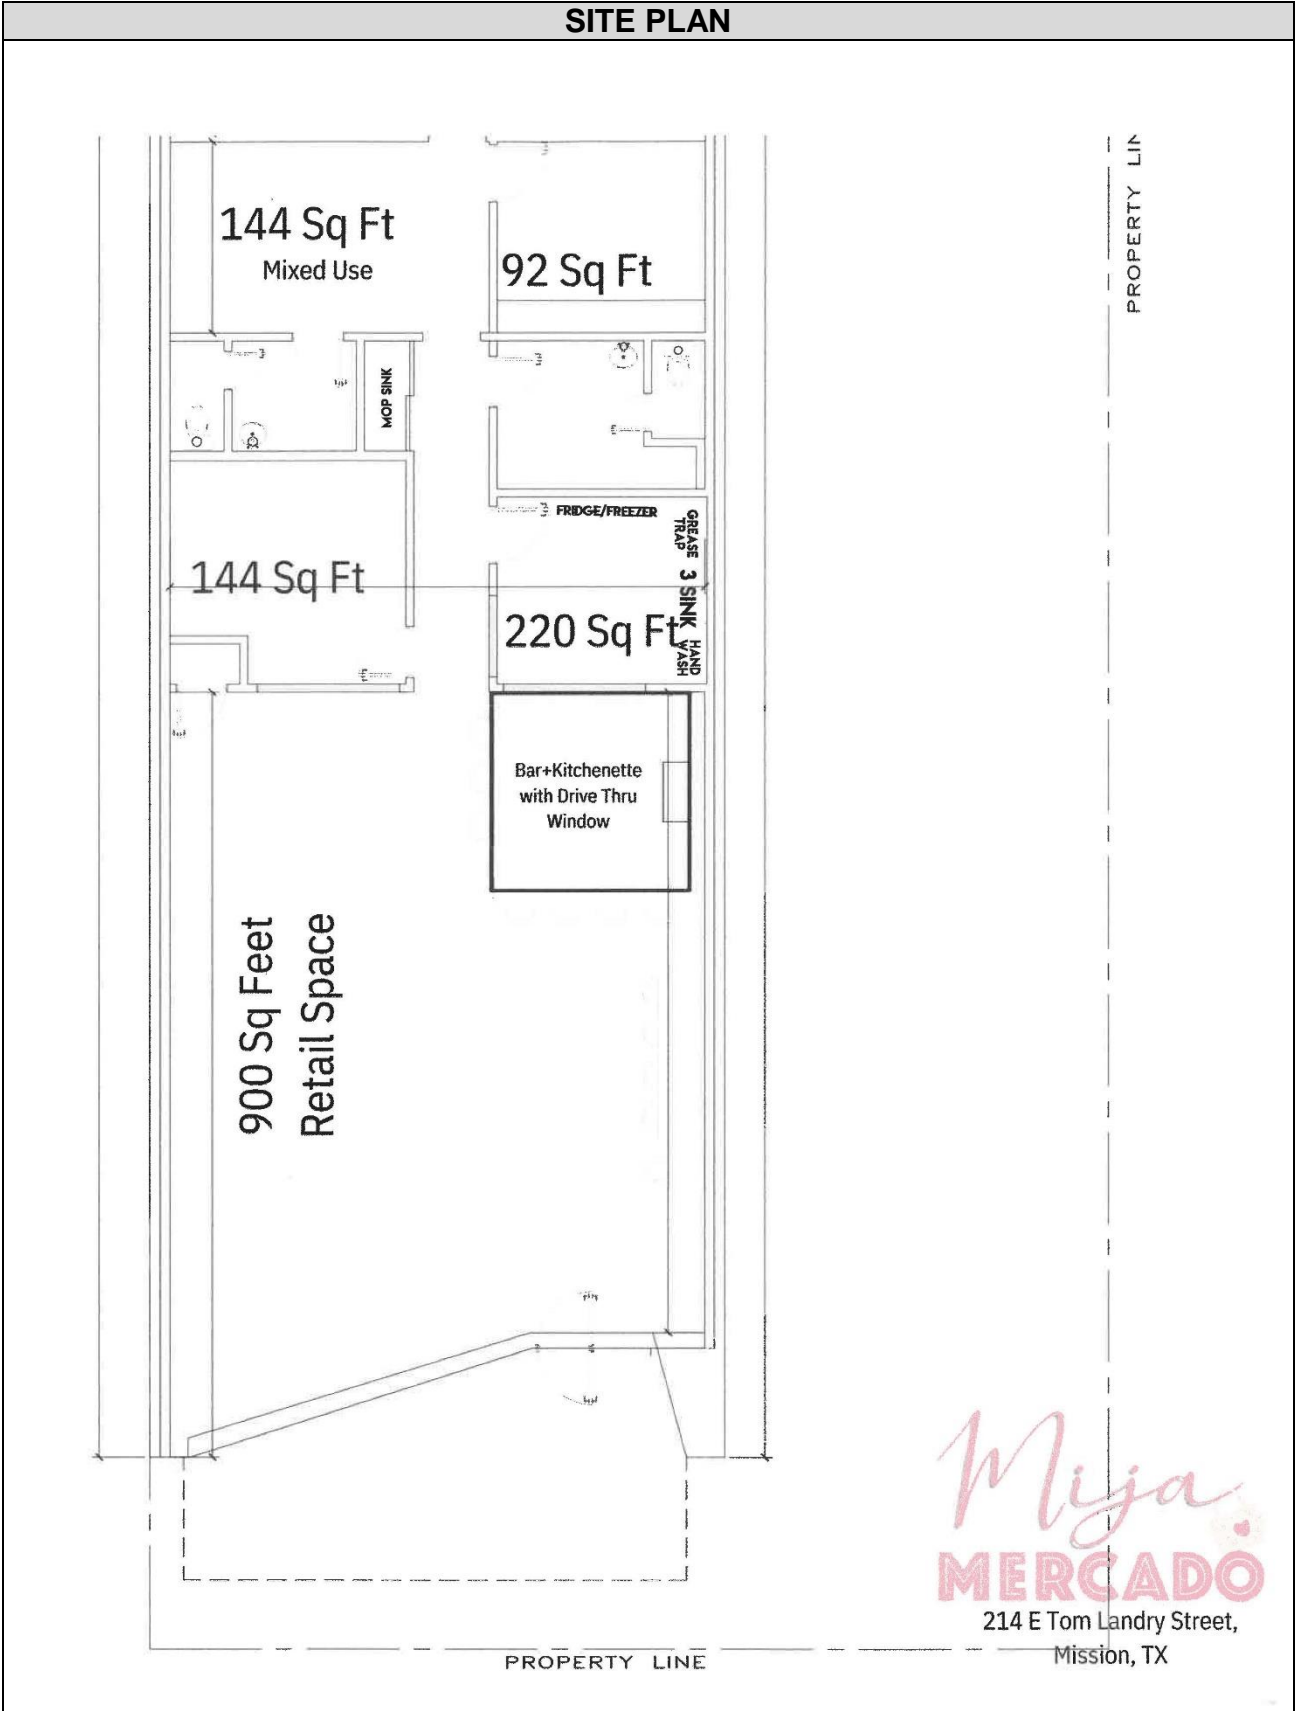 SITE PLAN
PROPERTY LIN
144 Sq Ft
Mixed Use
92 Sq Ft
MOP SINK
FRIDGE/FREEZER
GREASE
TRAP
3 SINK
HAND
WASH
144 Sq Ft
220 Sq Ft
Bar+Kitchenette
with Drive Thru
Window
900 Sq Feet
Retail Space
Mija
MERCADO
214 E Tom Landry Street,
Mission, TX
PROPERTY LINE